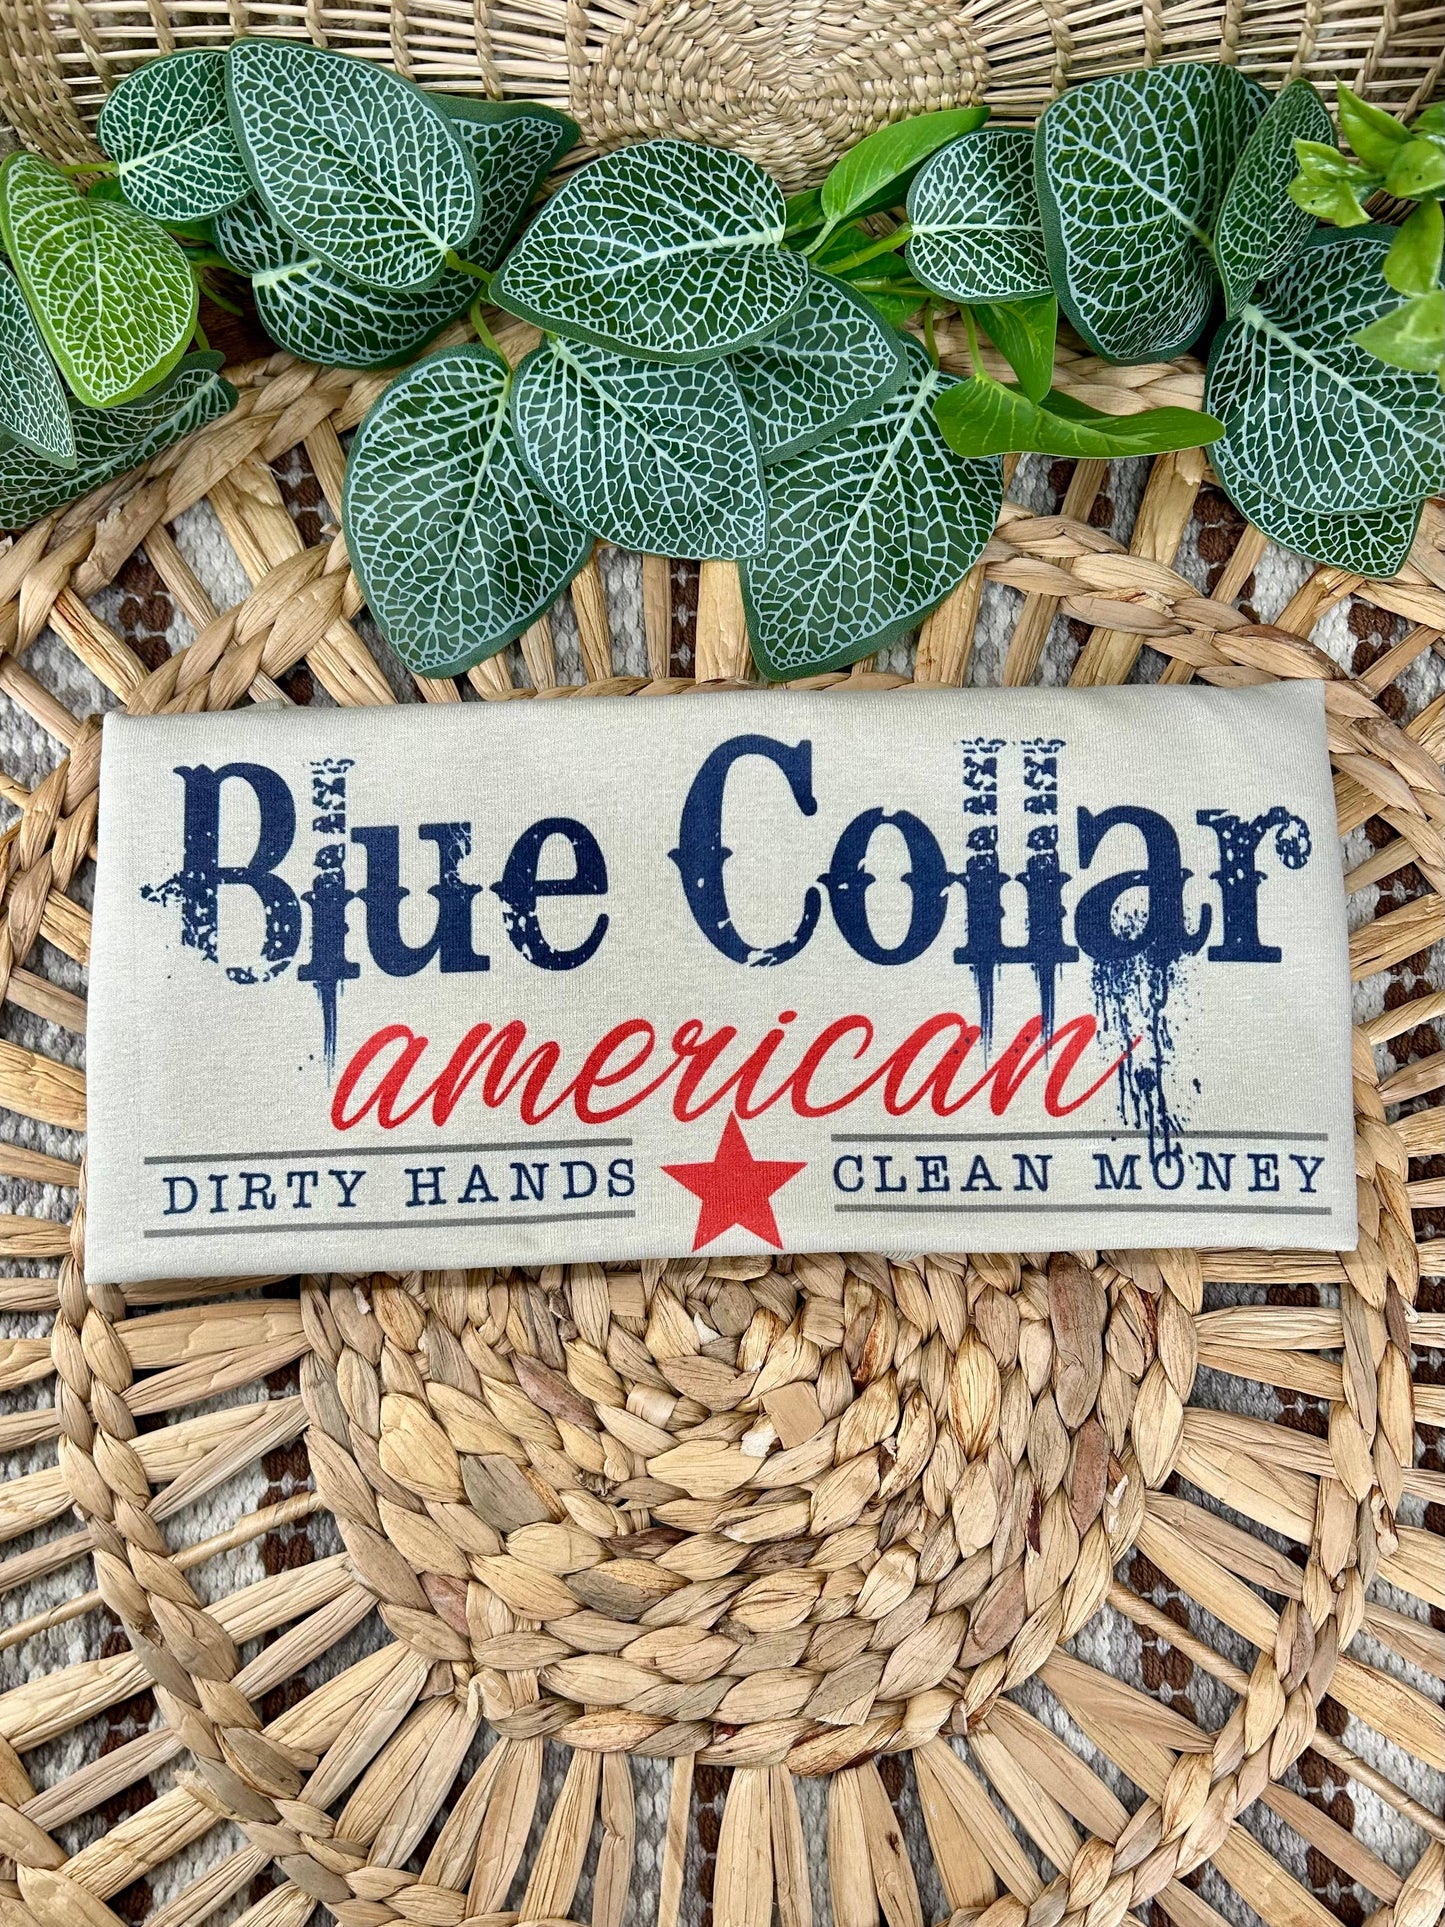 Blue Collar
american
DIRTY HANDS CLEAN MONEY